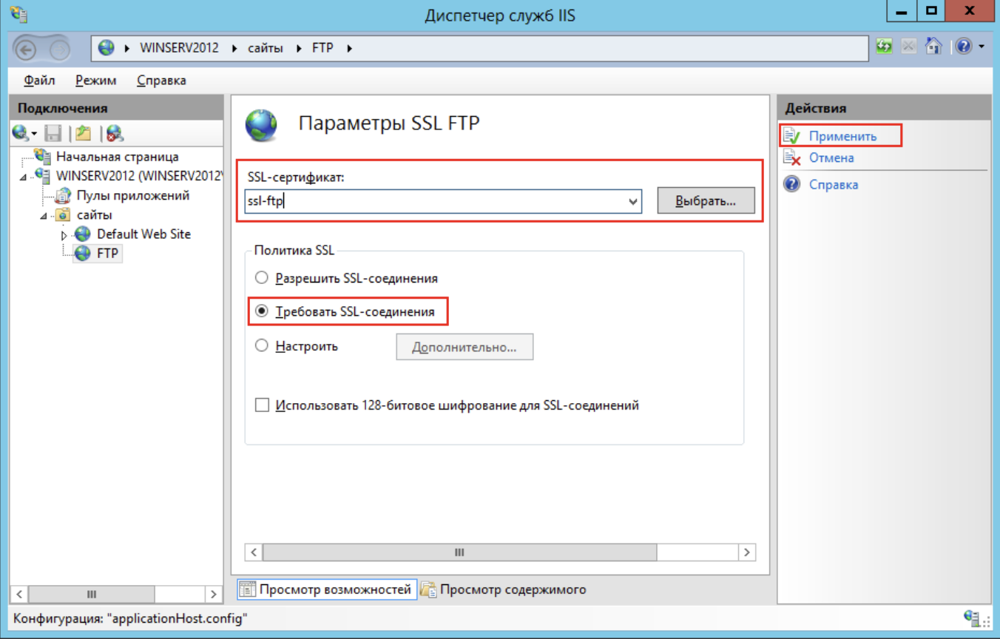 Диспетчер служб IIS
WINSERV2012 сайты FTP
Файл Режим Справка
Подключения
Начальная страница
WINSERV2012 (WINSERV2012\
Пулы приложений
сайты
Default Web Site
FTP
Параметры SSL FTP
SSL-сертификат:
ssl-ftp
Выбрать...
Политика SSL
Разрешить SSL-соединения
Требовать SSL-соединения
Настроить
Дополнительно...
Использовать 128-битовое шифрование для SSL-соединений
Просмотр возможностей
Просмотр содержимого
Действия
Применить
Отмена
Справка
Конфигурация: "applicationHost.config"